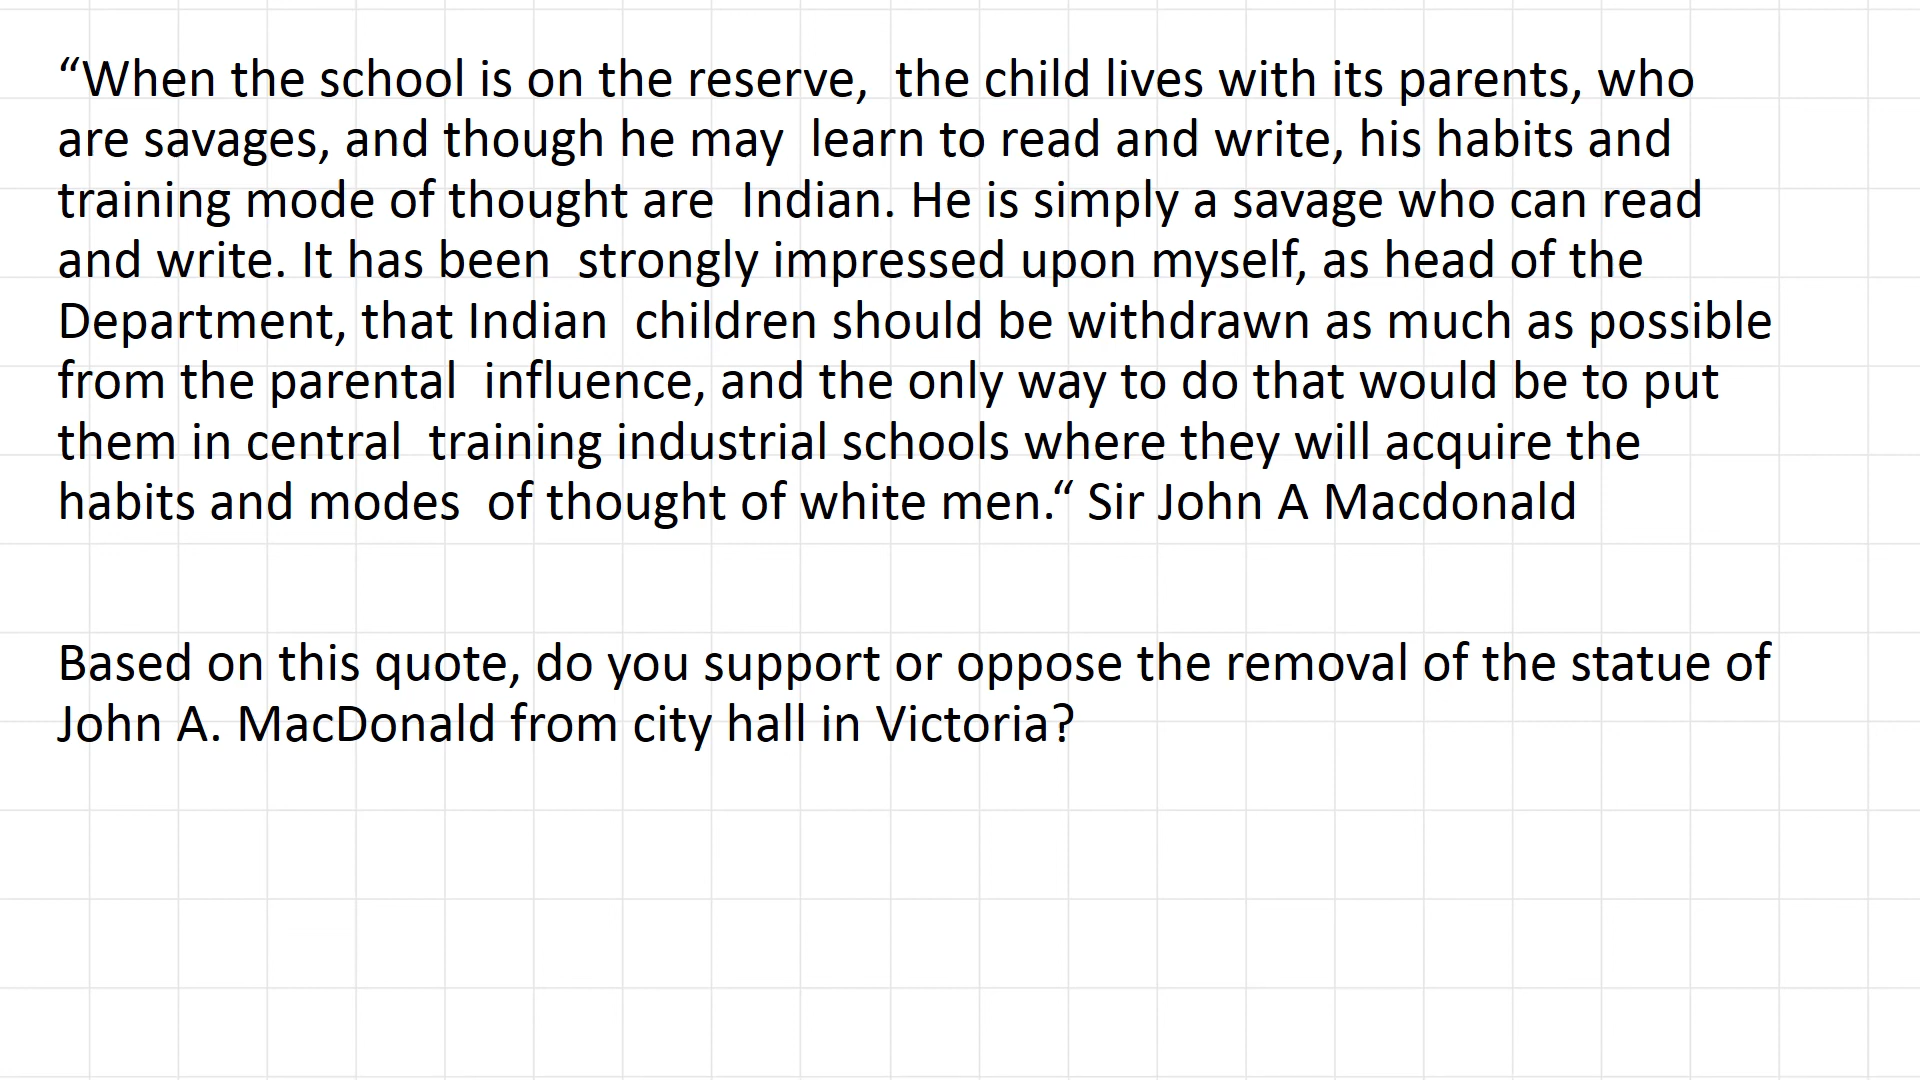 “When the school is on the reserve,  the child lives with its parents, who
are savages, and though he may  learn to read and write, his habits and
training mode of thought are  Indian. He is simply a savage who can read
and write. It has been  strongly impressed upon myself, as head of the
Department, that Indian  children should be withdrawn as much as possible
from the parental  influence, and the only way to do that would be to put
them in central  training industrial schools where they will acquire the
habits and modes  of thought of white men.“ Sir John A Macdonald
Based on this quote, do you support or oppose the removal of the statue of
John A. MacDonald from city hall in Victoria?